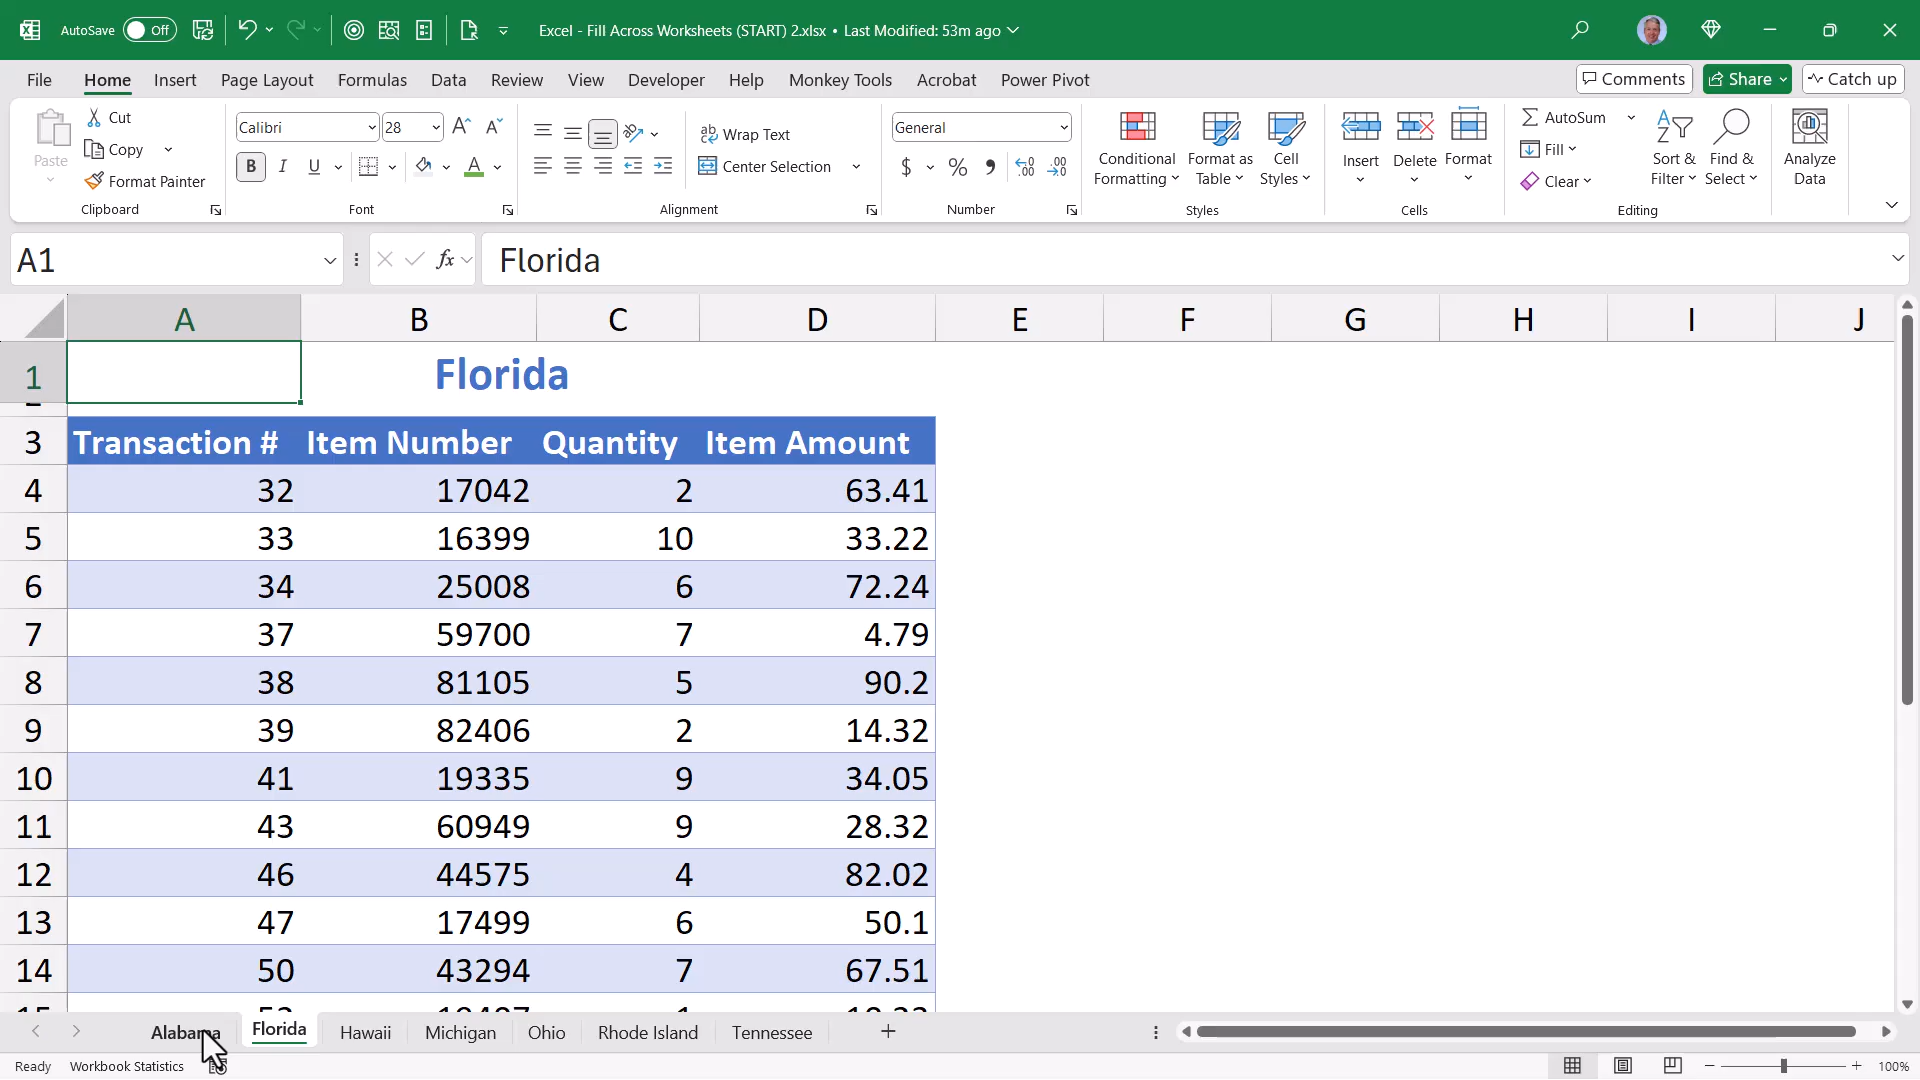 AutoSave Off Excel - Fill Across Worksheets (START) 2.xlsx • Last Modified: 53m ago
File Home Insert Page Layout Formulas Data Review View Developer Help Monkey Tools Acrobat Power Pivot Comments Share Catch up
Paste
Cut
Copy
Format Painter
Clipboard
Calibri 28
B I U A
Font
Wrap Text
Center Selection
Alignment
General
$ % 9 .00
Number
Conditional Formatting
Format as Table
Cell Styles
Styles
Insert Delete Format
Cells
AutoSum
Fill
Clear
Sort & Filter
Find & Select
Editing
Analyze Data
A1 fx Florida
A B C D E F G H I J
1 Florida
3 Transaction # Item Number Quantity Item Amount
4 32 17042 2 63.41
5 33 16399 10 33.22
6 34 25008 6 72.24
7 37 59700 7 4.79
8 38 81105 5 90.2
9 39 82406 2 14.32
10 41 19335 9 34.05
11 43 60949 9 28.32
12 46 44575 4 82.02
13 47 17499 6 50.1
14 50 43294 7 67.51
Alabama Florida Hawaii Michigan Ohio Rhode Island Tennessee
Ready Workbook Statistics 100%